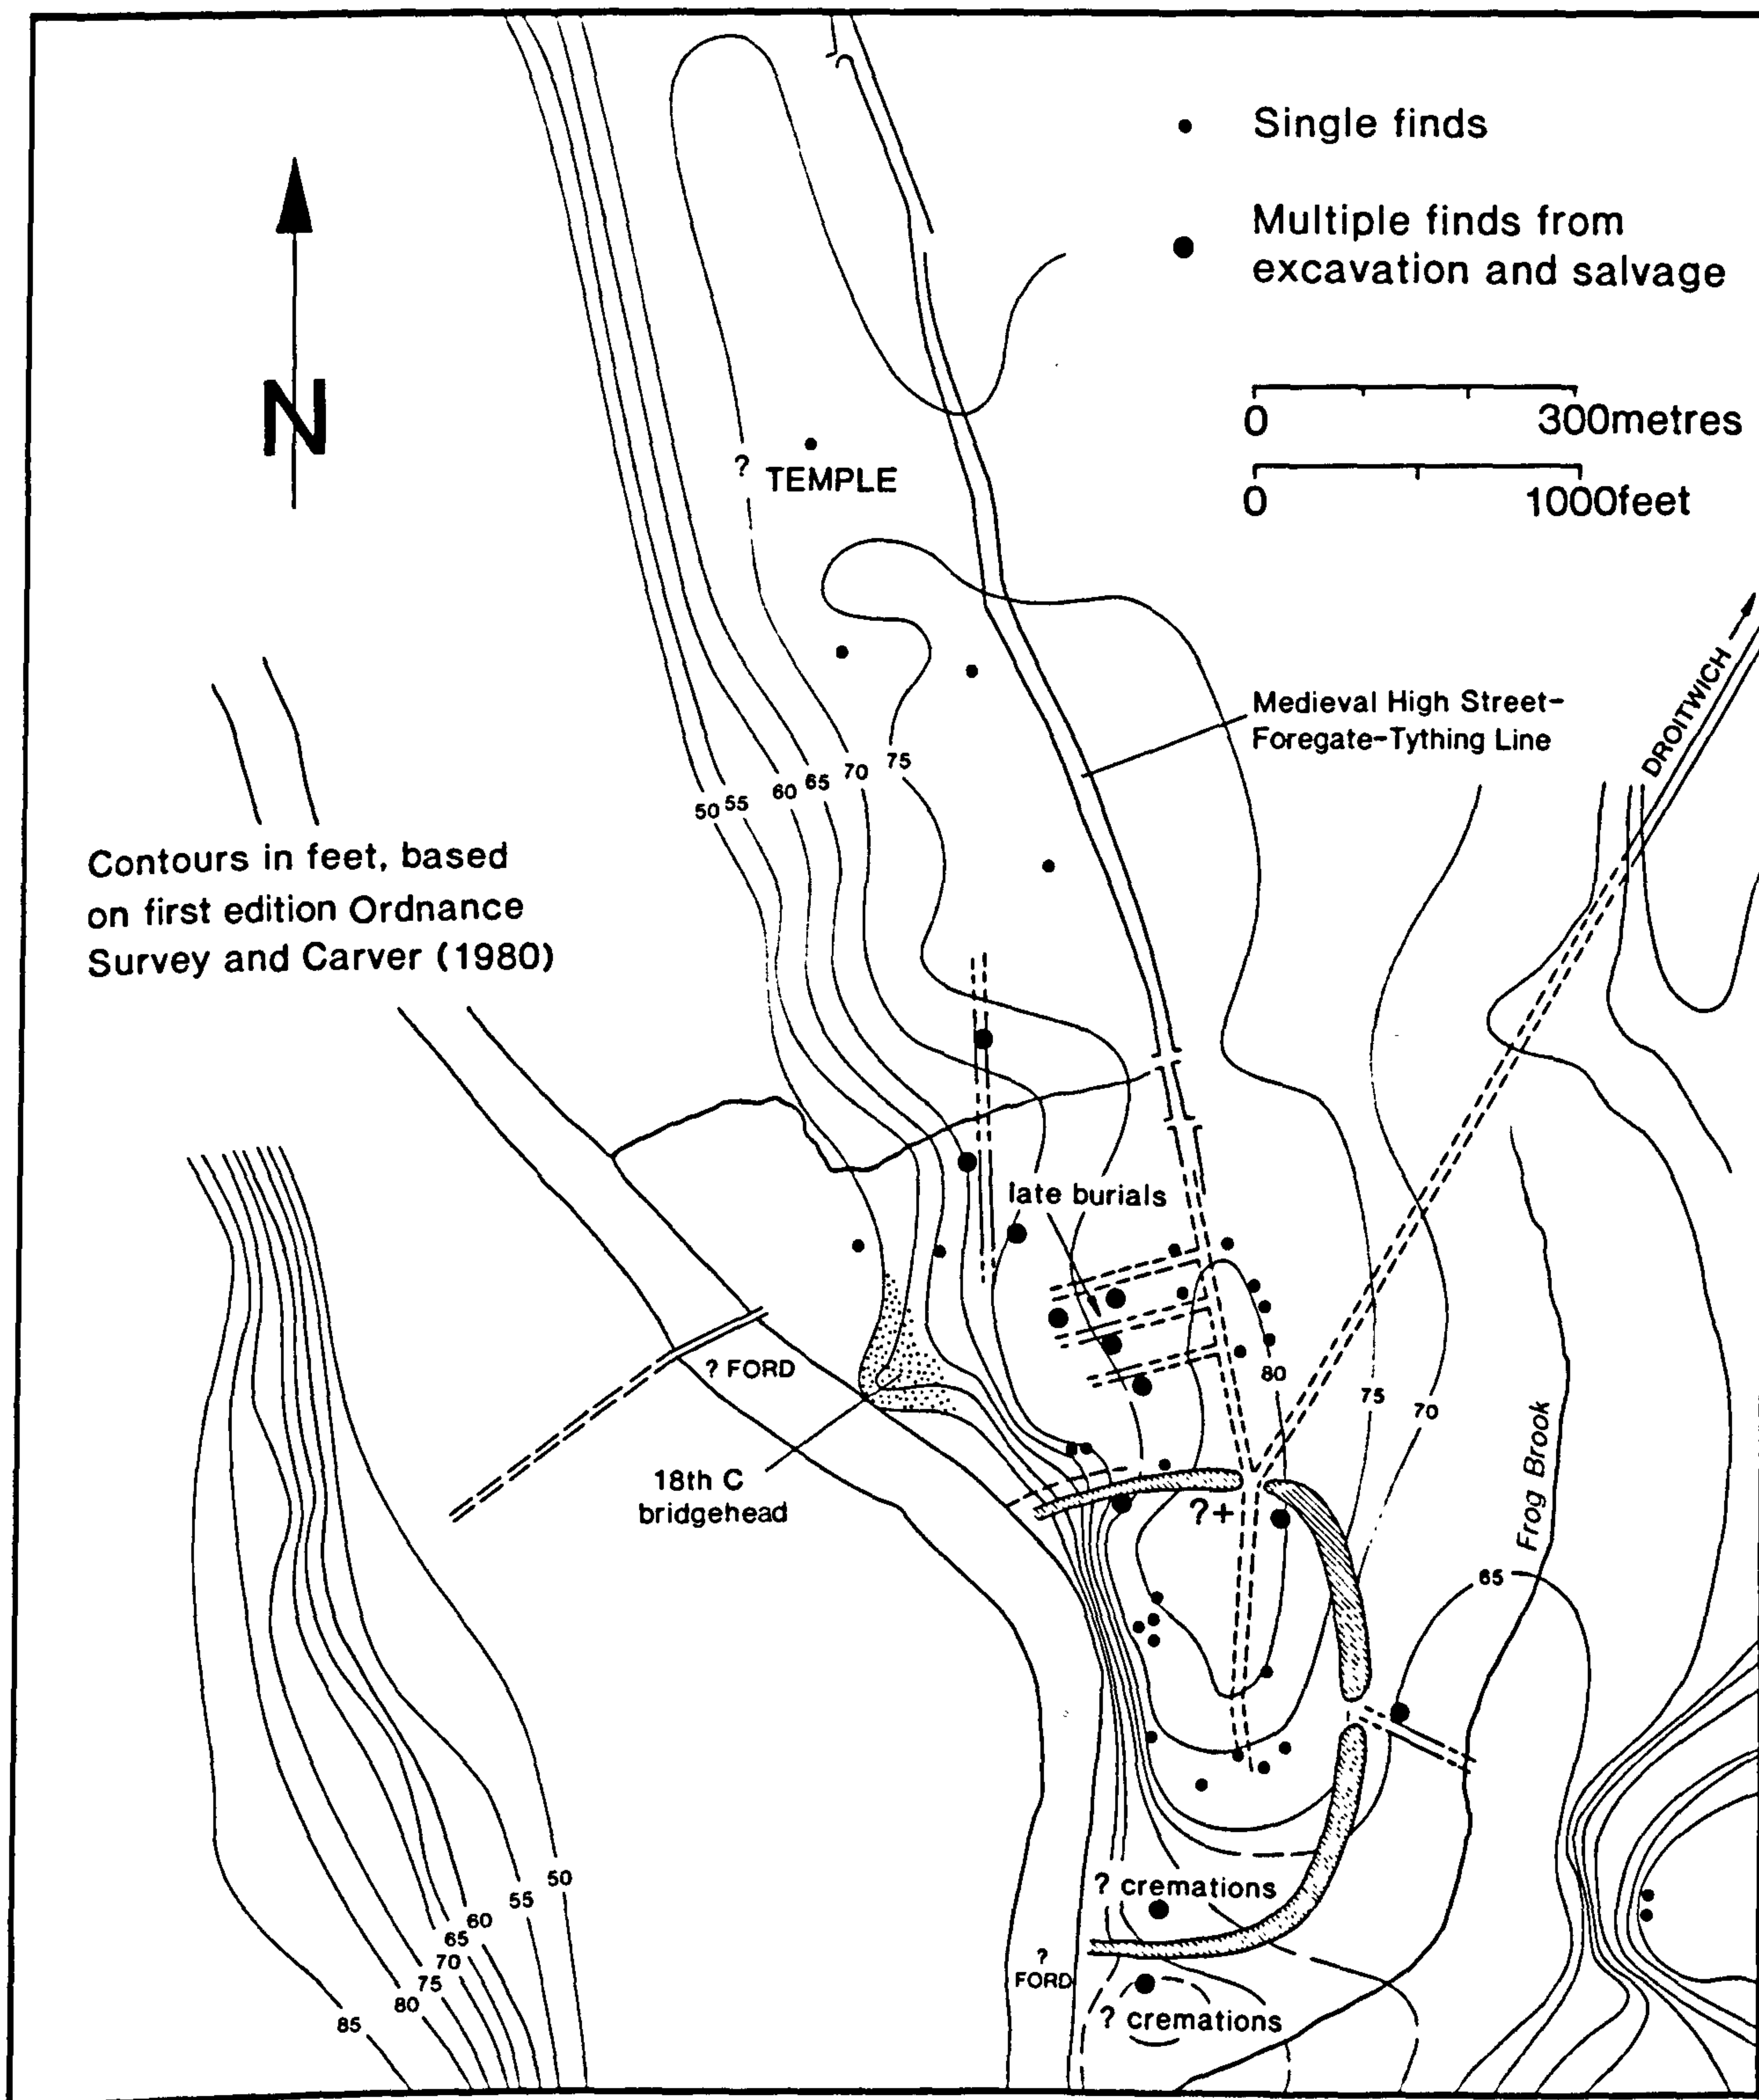 Single finds
Multiple finds from
excavation and salvage
N
0 300metres
0 1000feet
? TEMPLE
DROITWICH
Medieval High Street-
Foregate-Tything Line
50 55 60 65 70 75
Contours in feet, based
on first edition Ordnance
Survey and Carver (1980)
late burials
? FORD
80
75
70
18th C
bridgehead
?+
Frog Brook
65
? cremations
?
FORD
? cremations
50
55
60
65
70
75
80
85